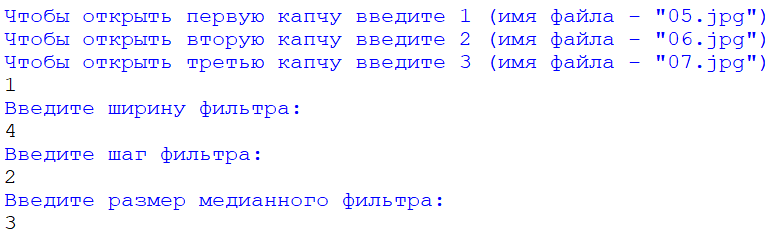 Чтобы открыть первую капчу введите 1 (имя файла - "05.jpg")
Чтобы открыть вторую капчу введите 2 (имя файла - "06.jpg")
Чтобы открыть третью капчу введите 3 (имя файла - "07.jpg")
1
Введите ширину фильтра:
4
Введите шаг фильтра:
2
Введите размер медианного фильтра:
3